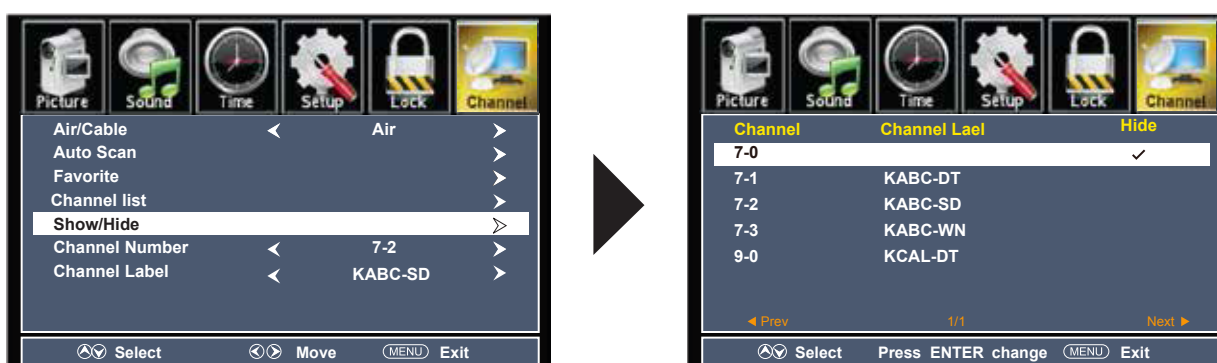 Picture Sound Time Setup Lock Channel
Air/Cable Air
Auto Scan
Favorite
Channel list
Show/Hide
Channel Number 7-2
Channel Label KABC-SD
Select Move MENU Exit
Picture Sound Time Setup Lock Channel
Channel Channel Lael Hide
7-0 ✓
7-1 KABC-DT
7-2 KABC-SD
7-3 KABC-WN
9-0 KCAL-DT
◀ Prev 1/1 Next ▶
Select Press ENTER change MENU Exit